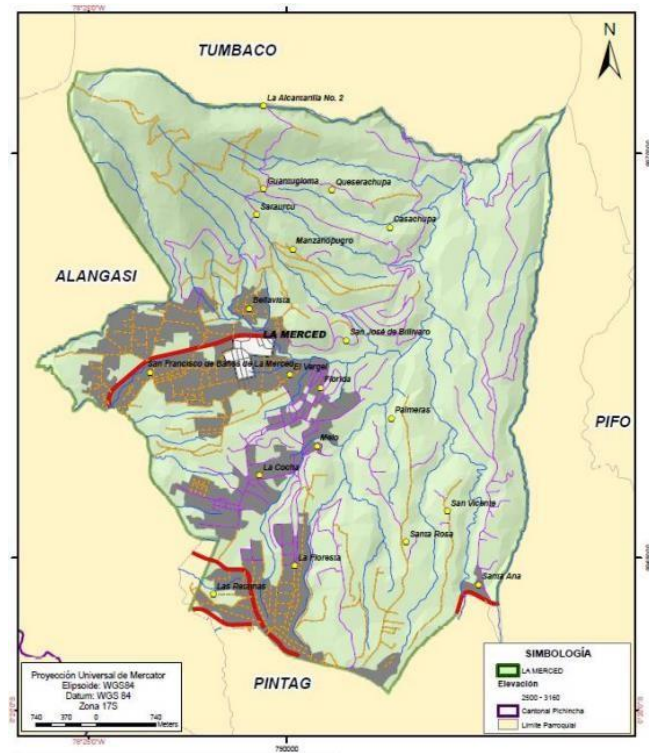 TUMBACO
N
La Alcantarilla No. 2
Guantugloma
Queserachupa
Saraurcu
Casachupa
Manzanopugro
ALANGASI
Bellavista
LA MERCED
San José de Billivaro
San Francisco de Baños de La Merced
El Vergel
Florida
Palmeras
PIFO
Melo
La Cocha
San Vicente
Santa Rosa
La Floresta
Santa Ana
Las Retamas
PINTAG
Proyección Universal de Mercator
Elipsoide: WGS84
Datum: WGS 84
Zona 17S
740 370 0 740
Meters
SIMBOLOGÍA
LA MERCED
Elevación
2500 - 3160
Cantonal Pichincha
Límite Parroquial
790000